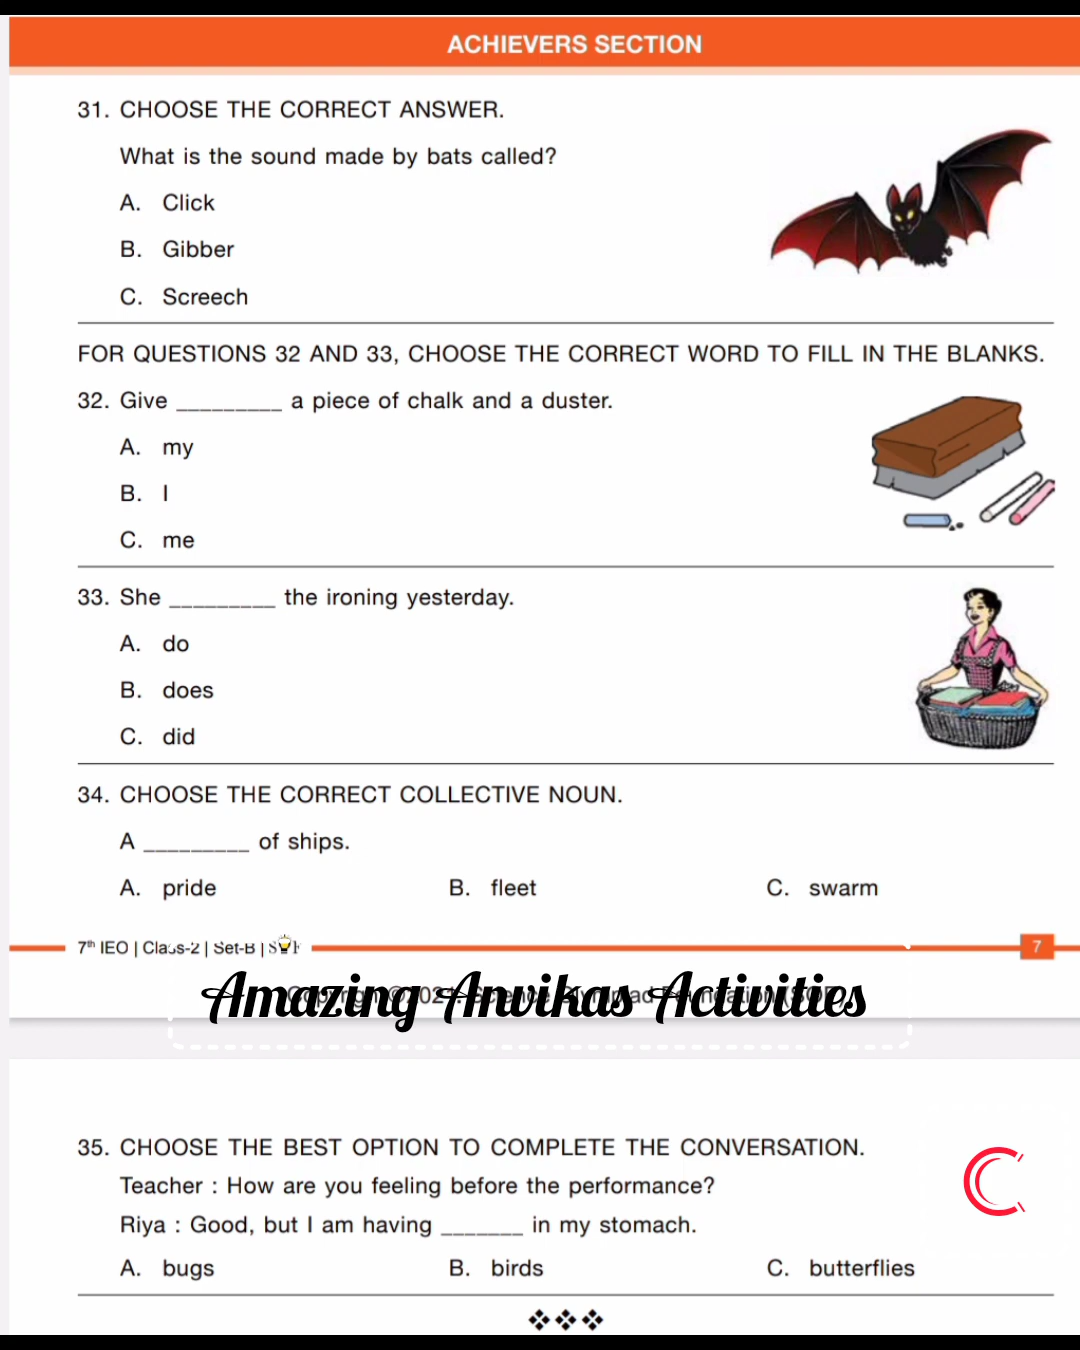 ACHIEVERS SECTION
31. CHOOSE THE CORRECT ANSWER.
What is the sound made by bats called?
A. Click
B. Gibber
C. Screech
FOR QUESTIONS 32 AND 33, CHOOSE THE CORRECT WORD TO FILL IN THE BLANKS.
32. Give _________ a piece of chalk and a duster.
A. my
B. I
C. me
33. She _________ the ironing yesterday.
A. do
B. does
C. did
34. CHOOSE THE CORRECT COLLECTIVE NOUN.
A _________ of ships.
A. pride B. fleet C. swarm
7th IEO | Class-2 | Set-B | SOF 7
Amazing Anvikas Activities
35. CHOOSE THE BEST OPTION TO COMPLETE THE CONVERSATION.
Teacher : How are you feeling before the performance?
Riya : Good, but I am having _______ in my stomach.
A. bugs B. birds C. butterflies
C